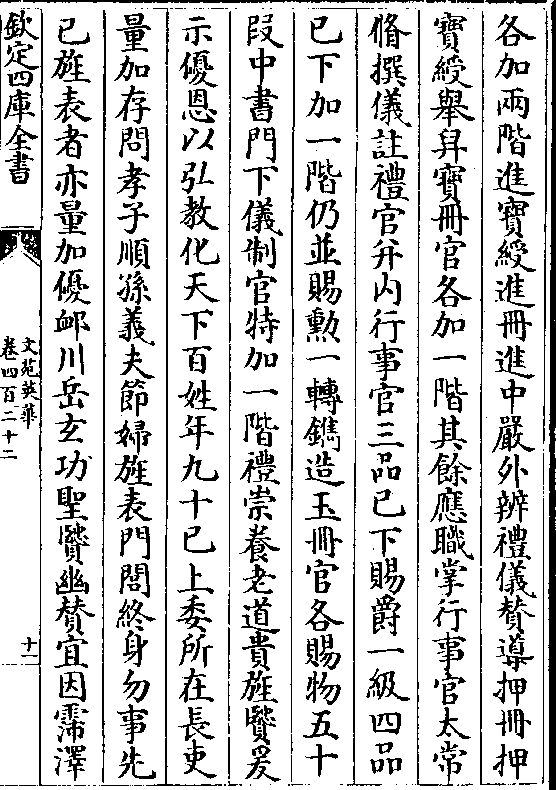 各加兩階進寶綬進冊進中嚴外辨禮儀賛導押冊押
寶綬舉舁寶冊官各加一階其餘應職掌行事官太常
脩撰儀註禮官并内行事官三品已下賜爵一級四品
已下加一階仍並賜勲一轉鐫造玉冊官各賜物五十
段中書門下儀制官特加一階禮崇養老道貴旌賢爰
示優恩以弘教化天下百姓年九十已上委所在長吏
量加存問孝子順孫義夫節婦旌表門閭終身勿事先
已旌表者亦量加優䘏川岳玄功聖賢幽賛宜因霈澤
欽定四庫全書
文苑英華
卷四百二十二
十一